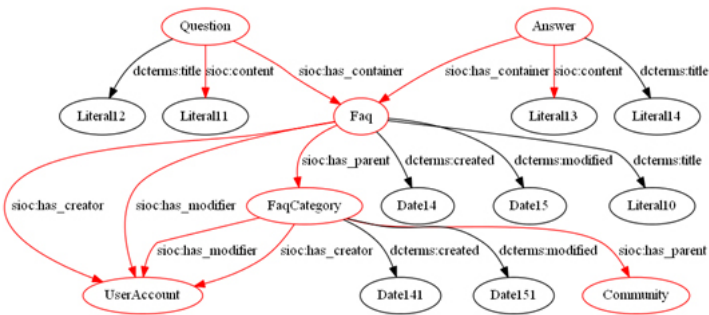 Question Answer
dcterms:title sioc:content sioc:has_container sioc:has_container sioc:content dcterms:title
Literal12 Literal11 Faq Literal13 Literal14
sioc:has_parent dcterms:created dcterms:modified dcterms:title
sioc:has_creator sioc:has_modifier FaqCategory Date14 Date15 Literal10
sioc:has_modifier sioc:has_creator dcterms:created dcterms:modified sioc:has_parent
UserAccount Date141 Date151 Community